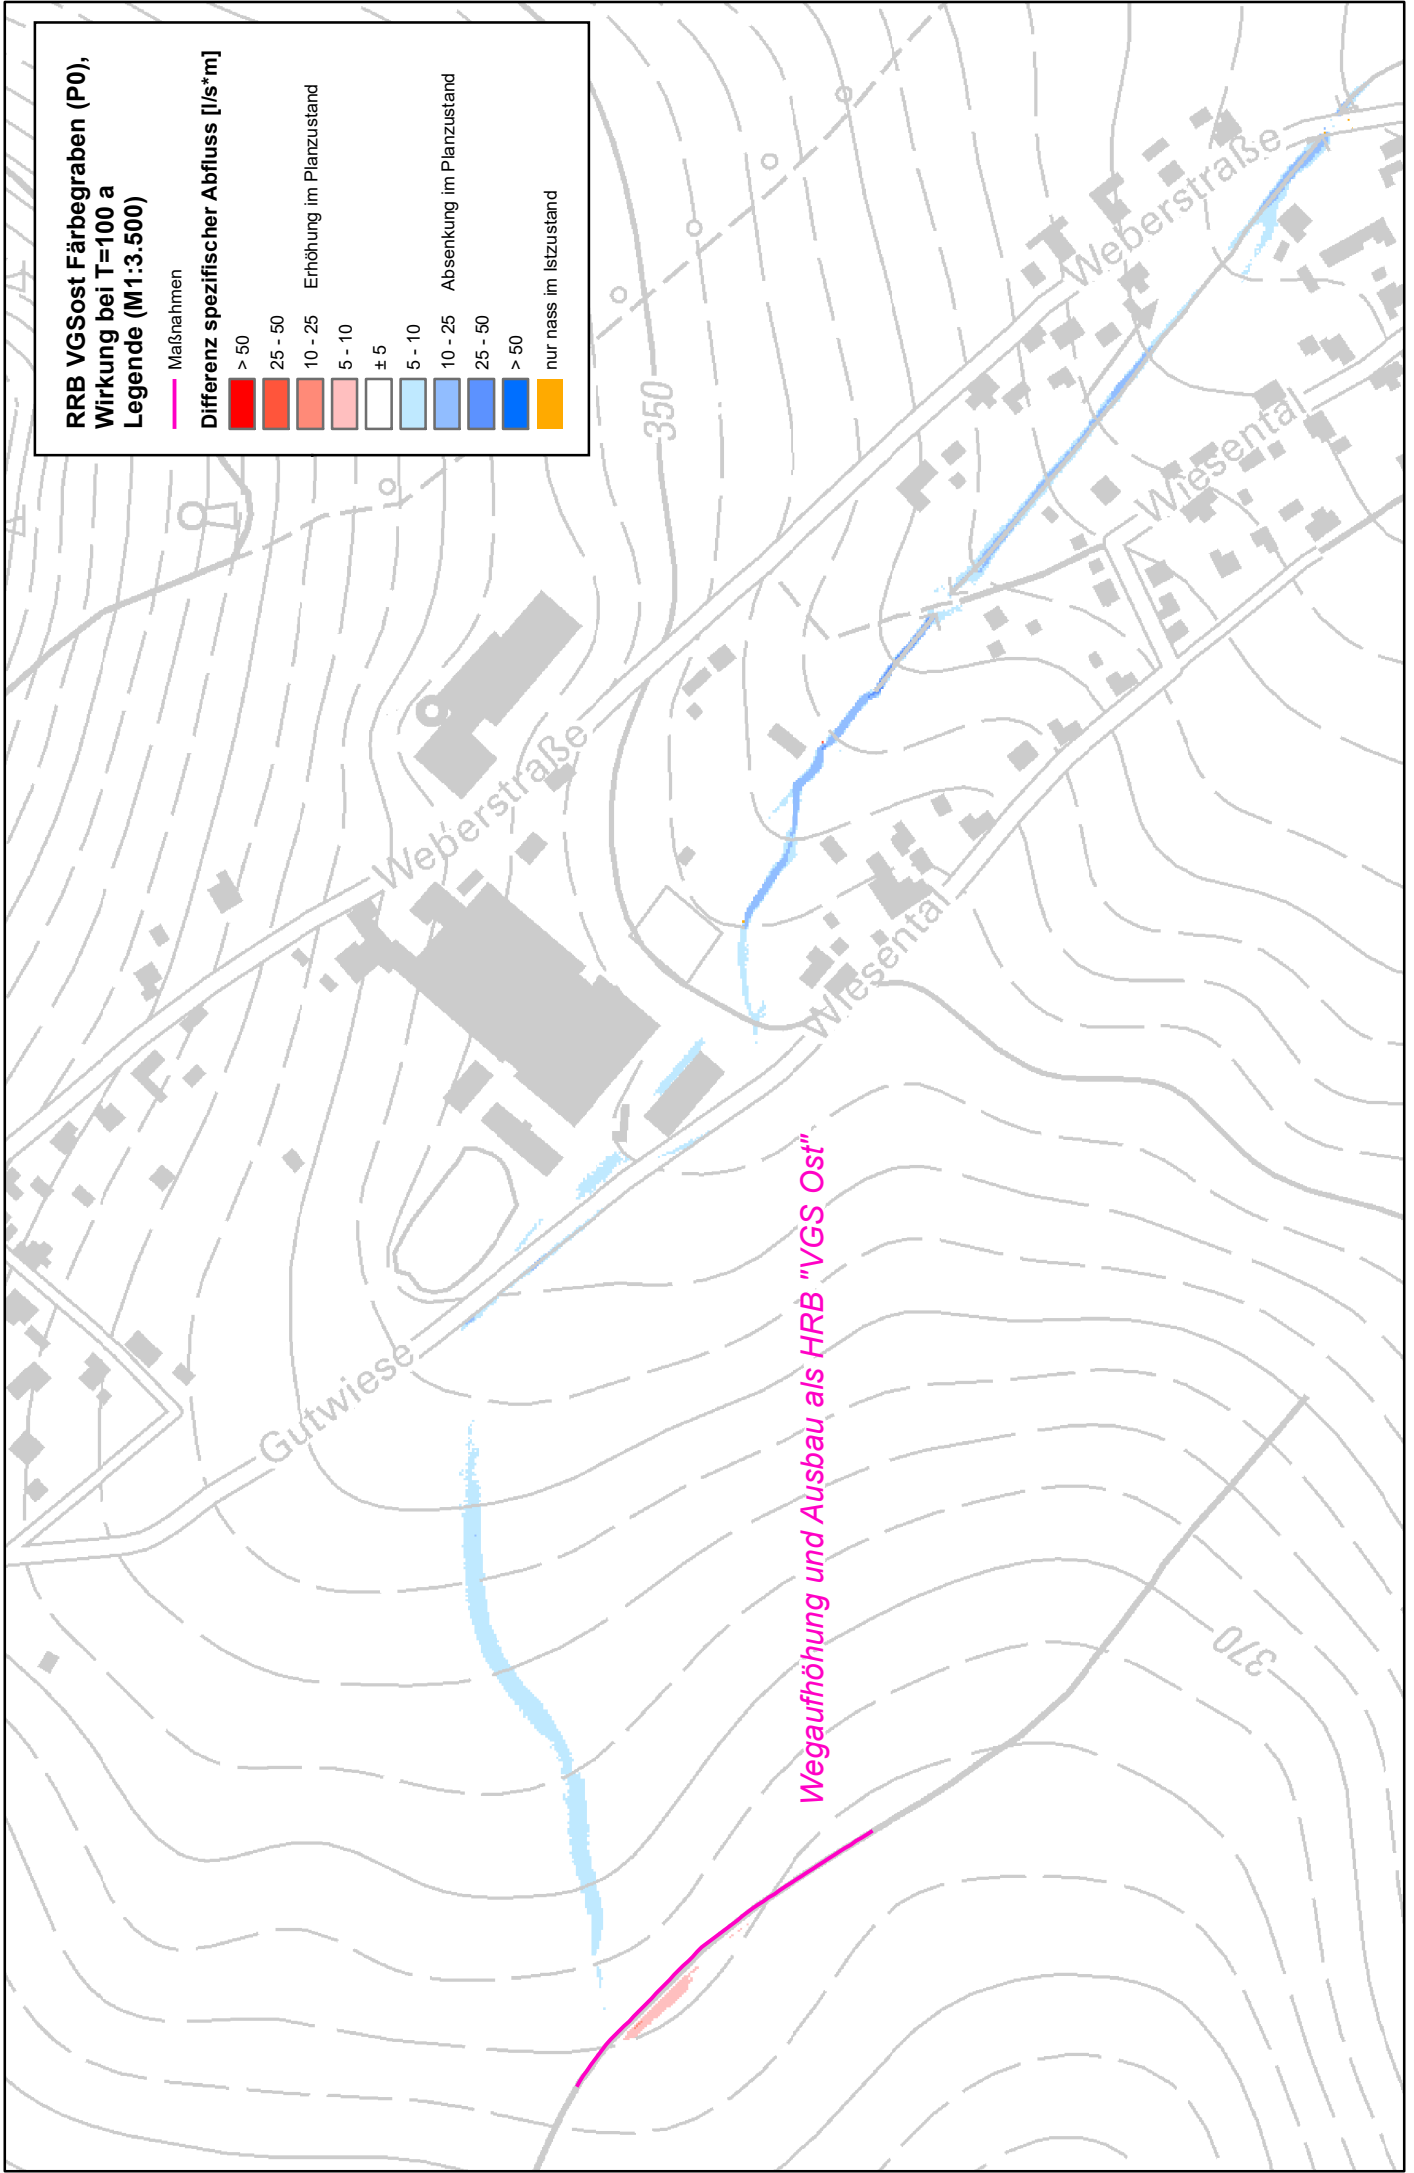 RRB VGSost Färbegraben (P0),
Wirkung bei T=100 a
Legende (M1:3.500)
Maßnahmen
Differenz spezifischer Abfluss [l/s*m]
> 50
25 - 50
10 - 25 Erhöhung im Planzustand
5 - 10
± 5
5 - 10
10 - 25 Absenkung im Planzustand
25 - 50
> 50
nur nass im Istzustand
Weberstraße
350
Wiesental
Weberstraße
Wiesental
Gutwiese
Wegaufhöhung und Ausbau als HRB "VGS Ost"
370